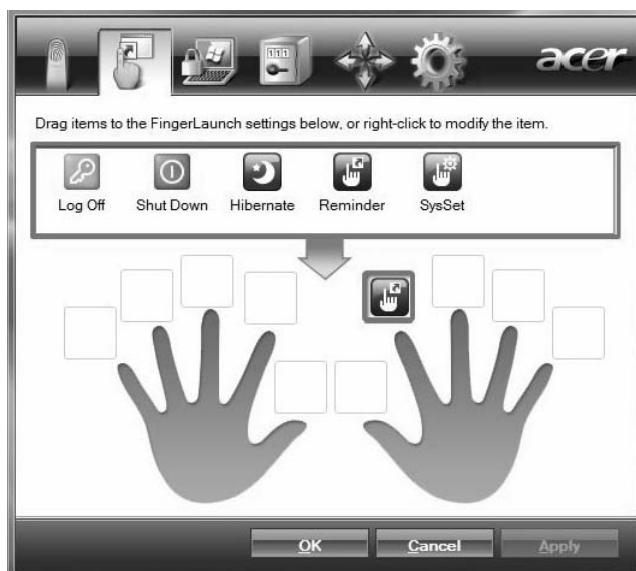 acer
Drag items to the FingerLaunch settings below, or right-click to modify the item.
Log Off Shut Down Hibernate Reminder SysSet
OK Cancel Apply